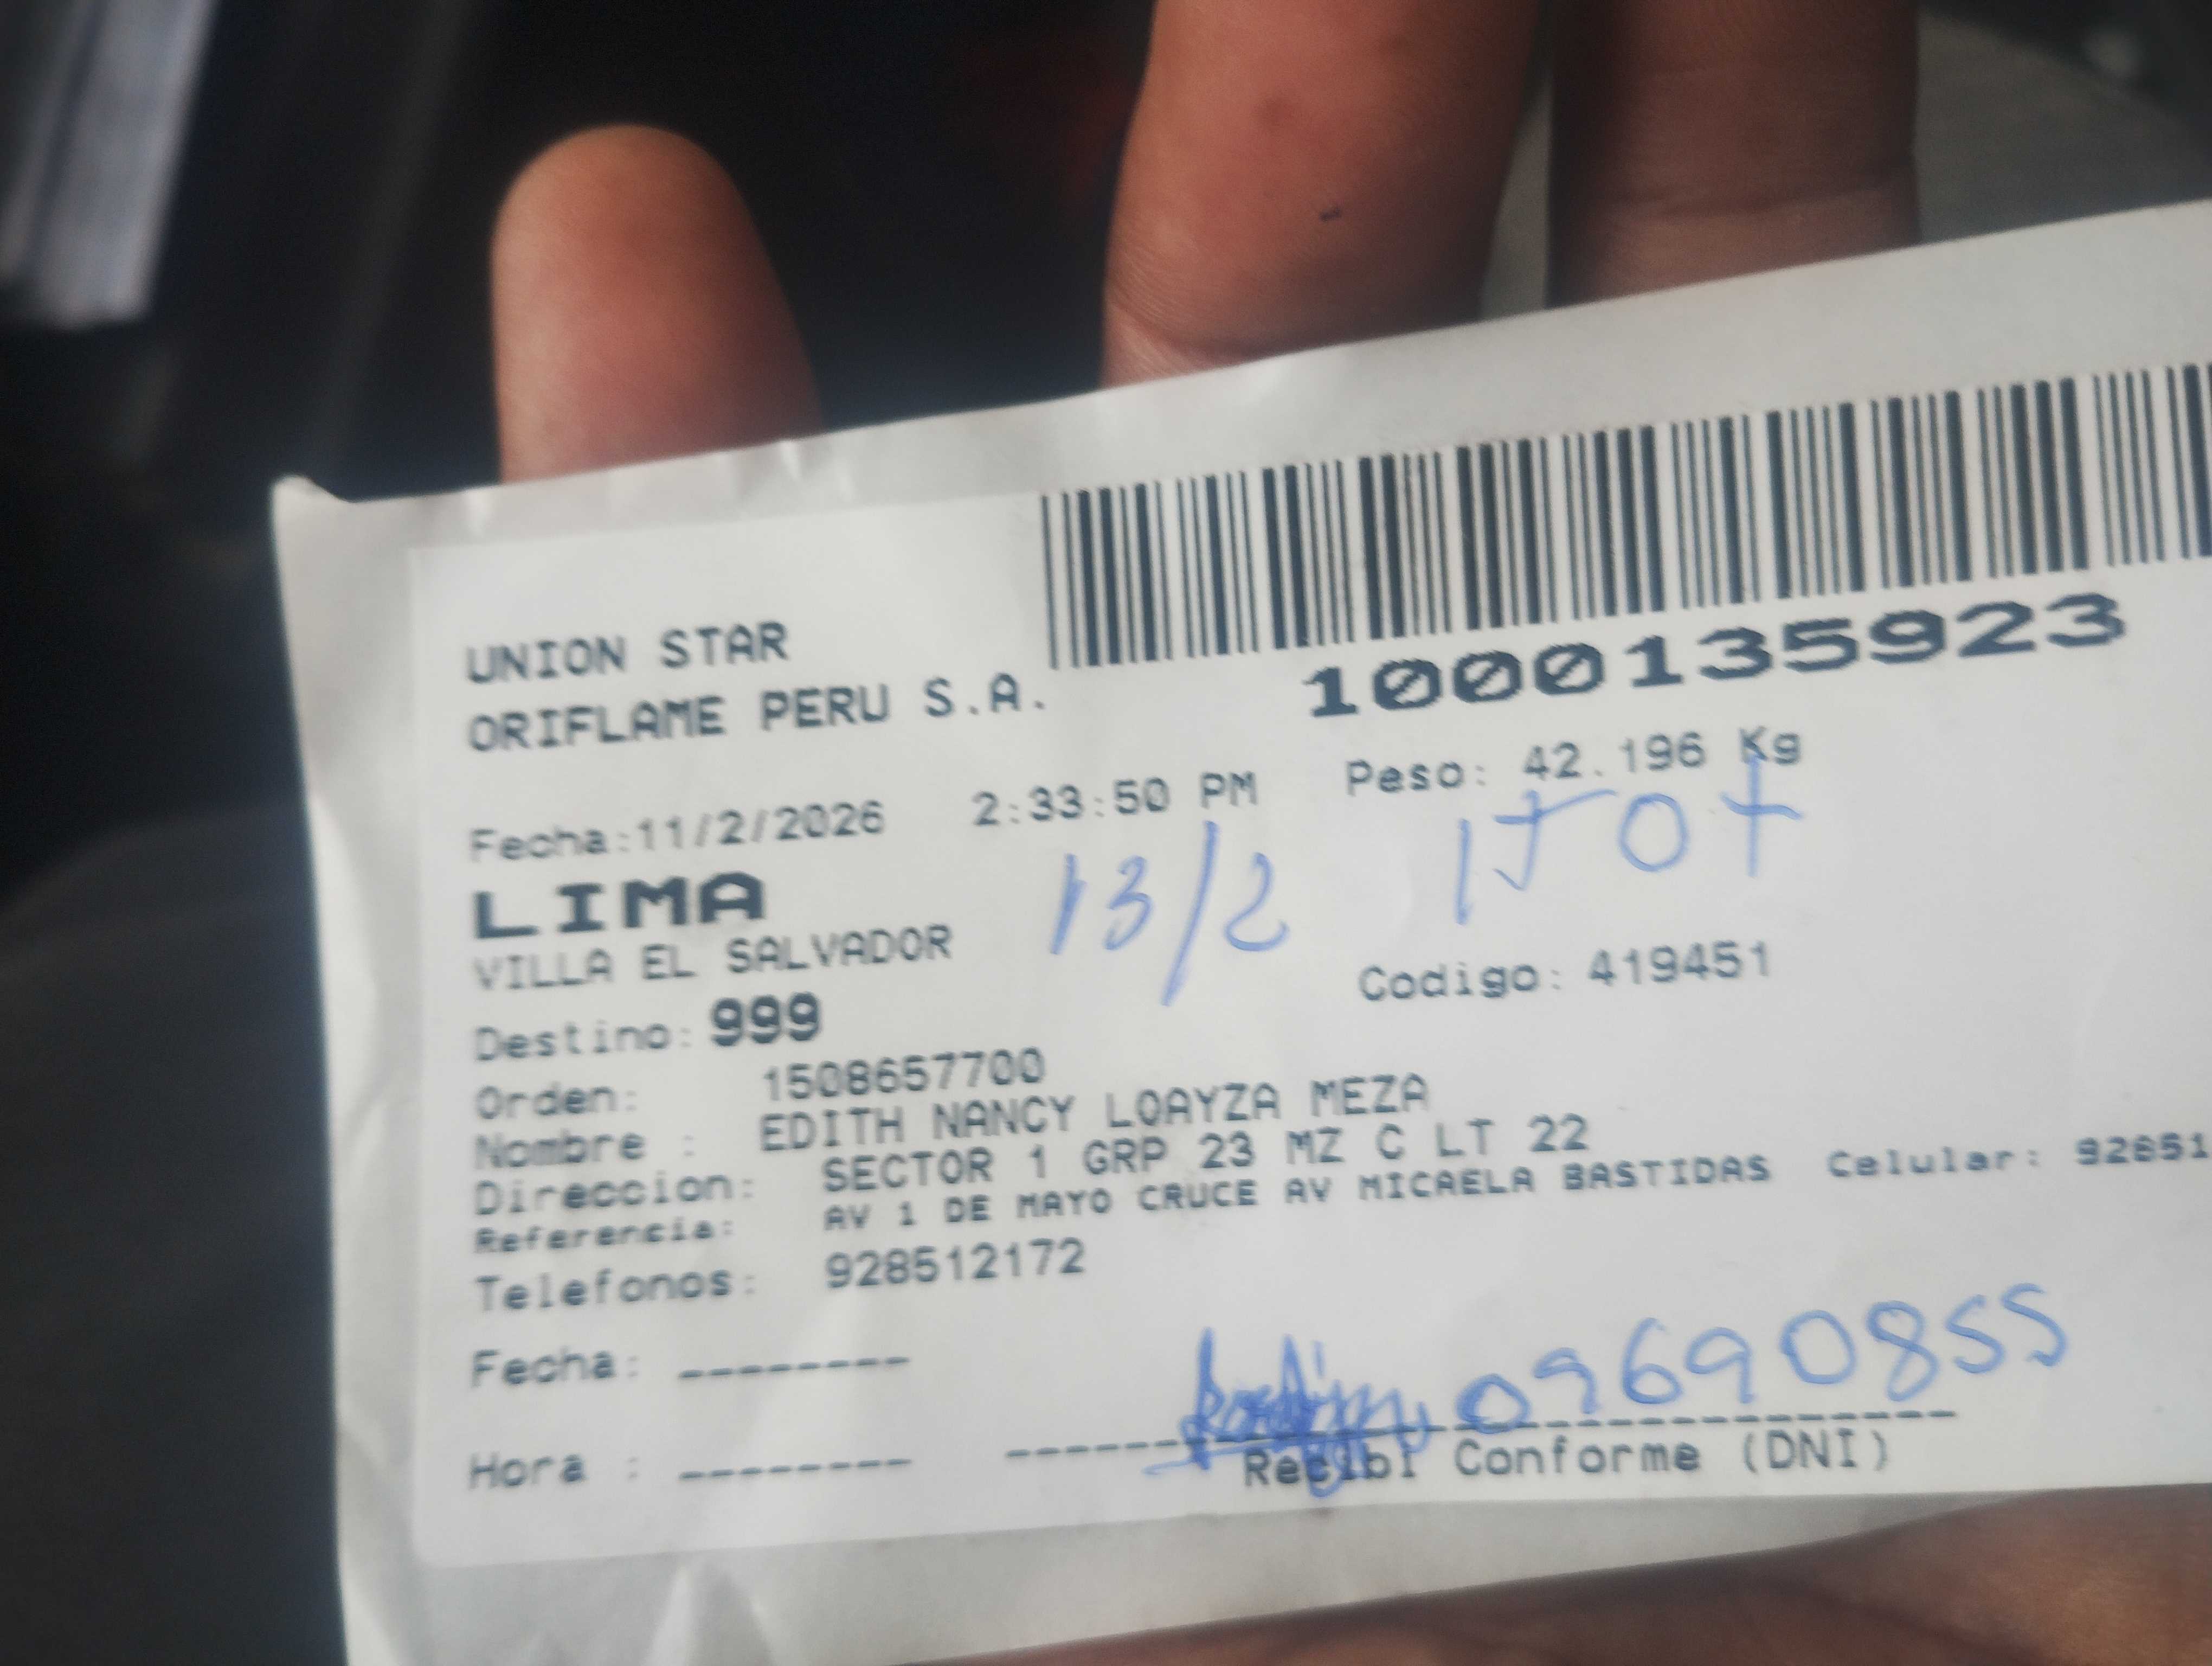 UNION STAR
ORIFLAME PERU S.A.
1000135923
Fecha:11/2/2026 2:33:50 PM Peso: 42.196 Kg
LIMA
13/2
VILLA EL SALVADOR
Codigo: 419451
Destino: 999
Orden: 1508657700
Nombre : EDITH NANCY LOAYZA MEZA
Direccion: SECTOR 1 GRP 23 MZ C LT 22
Referencia: AV 1 DE MAYO CRUCE AV MICAELA BASTIDAS Celular: 92851
Telefonos: 928512172
Fecha: --------
09690855
Hora : --------
Recibi Conforme (DNI)